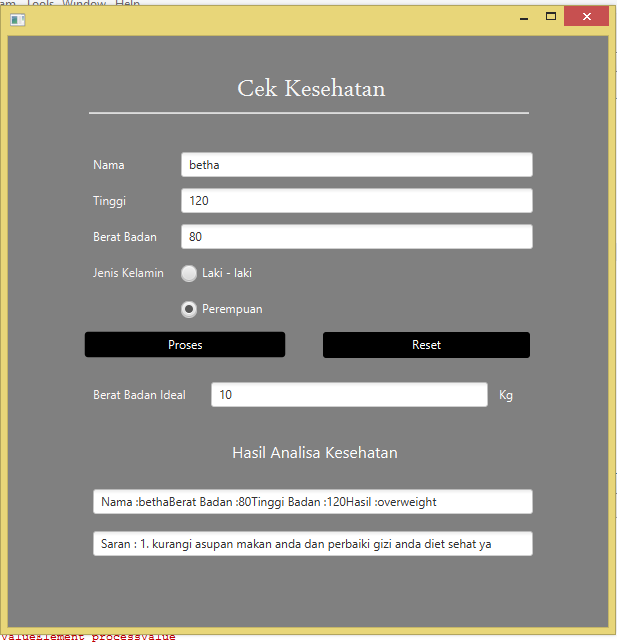 Tools Window Help
Cek Kesehatan
Nama betha
Tinggi 120
Berat Badan 80
Jenis Kelamin Laki - laki
Perempuan
Proses Reset
Berat Badan Ideal 10 Kg
Hasil Analisa Kesehatan
Nama :bethaBerat Badan :80Tinggi Badan :120Hasil :overweight
Saran : 1. kurangi asupan makan anda dan perbaiki gizi anda diet sehat ya
valueElement processValue